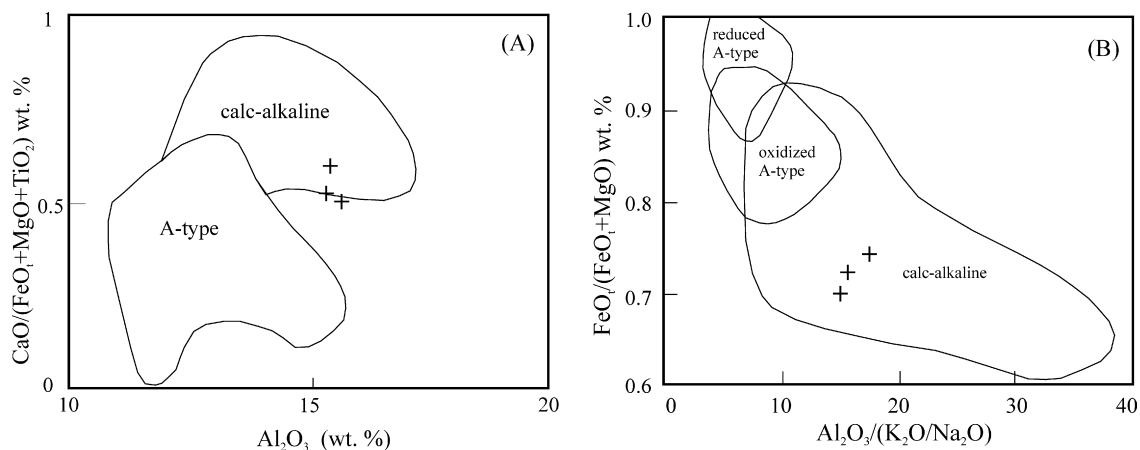 (A)
CaO/(FeOt+MgO+TiO2) wt. %
1
0.5
0
calc-alkaline
A-type
10
15
20
Al2O3 (wt. %)
(B)
FeOt/(FeOt+MgO) wt. %
1.0
0.9
0.8
0.7
0.6
reduced
A-type
oxidized
A-type
calc-alkaline
0
10
20
30
40
Al2O3/(K2O/Na2O)